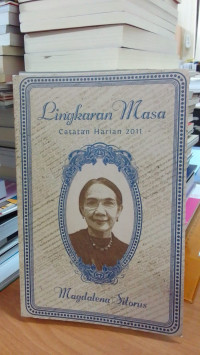 Lingkaran Masa
Catatan Harian 2011
Magdalena Sitorus